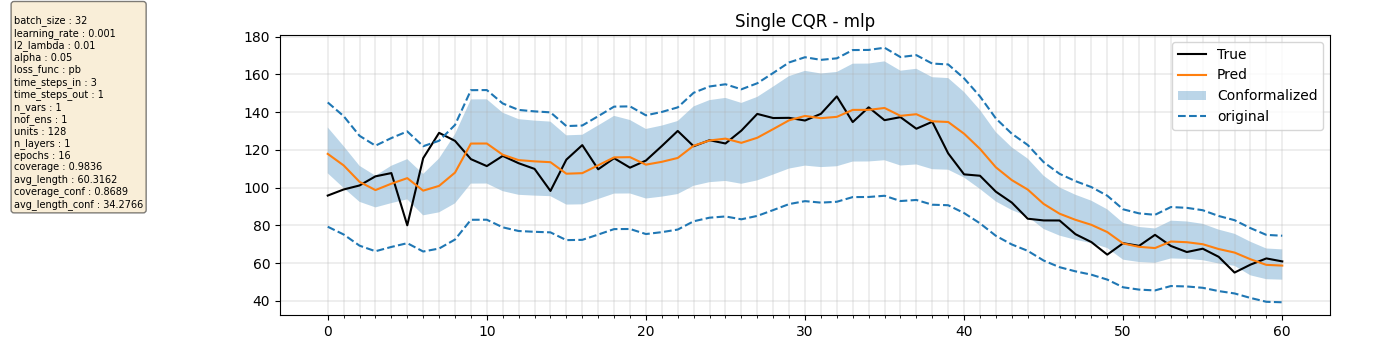 batch_size : 32
learning_rate : 0.001
l2_lambda : 0.01
alpha : 0.05
loss_func : pb
time_steps_in : 3
time_steps_out : 1
n_vars : 1
nof_ens : 1
units : 128
n_layers : 1
epochs : 16
coverage : 0.9836
avg_length : 60.3162
coverage_conf : 0.8689
avg_length_conf : 34.2766
Single CQR - mlp
180
160
140
120
100
80
60
40
0 10 20 30 40 50 60
True
Pred
Conformalized
original